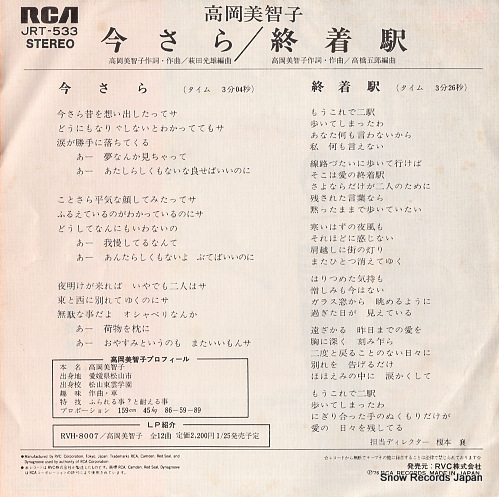 RCA
JRT-533
STEREO
高岡美智子
今さら／終着駅
高岡美智子作詞・作曲／萩田光雄編曲
高岡美智子作詞・作曲／高橋五郎編曲
今さら (タイム 3分04秒)
今さら昔を想い出したってサ
どうにもなりゃしないとわかっててもサ
涙が勝手に落ちてくる
あー 夢なんか見ちゃって
あー あたしらしくもないな良せばいいのに
ことさら平気な顔してみたってサ
ふるえているのがわかっているのにサ
どうしてなんにもいわないの
あー 我慢してるなんて
あー あんたらしくもないよ ぶてばいいのに
夜明けが来れば いやでも二人はサ
東と西に別れてゆくのにサ
無駄な事だよ オシャベリなんか
あー 荷物を枕に
あー おやすみというのも またいいもんサ
高岡美智子プロフィール
本名 高岡美智子
出身地 愛媛県松山市
出身校 松山東雲学園
趣味 作曲・車
特技 ふられる事?と耐える事
プロポーション 159cm 45kg 86-59-89
LP紹介
RVH-8007／高岡美智子 全12曲 定価2,200円 1/25発売予定
終着駅 (タイム 3分26秒)
もうこれで二駅
歩いてしまったわ
あなた何も言わないから
私 何も言えない
線路づたいに歩いて行けば
そこは愛の終着駅
さよならだけが二人のために
残された言葉なら
黙ったままで歩いていたい
寒いはずの夜風も
それほどに感じない
肩越しに街の灯り
またひとつ消えてゆく
はりつめた気持も
憎しみも今はない
ガラス窓から 眺めるように
過ぎた日が 見えている
遠ざかる 昨日までの愛を
胸に深く 刻み乍ら
二度と戻ることのない日々に
別れを 告げるだけ
ほほえみの中に 涙かくして
もうこれで二駅
歩いてしまったわ
にぎり合った手のぬくもりだけが
愛の 日々を残してる
担当ディレクター 榎本 襄
●Manufactured by RVC Corporation, Tokyo, Japan. Trademarks RCA, Camden, Red Seal, and
Dynagroove used by authority of RCA Corporation.
発売元：RVC株式会社
Snow Records Japan